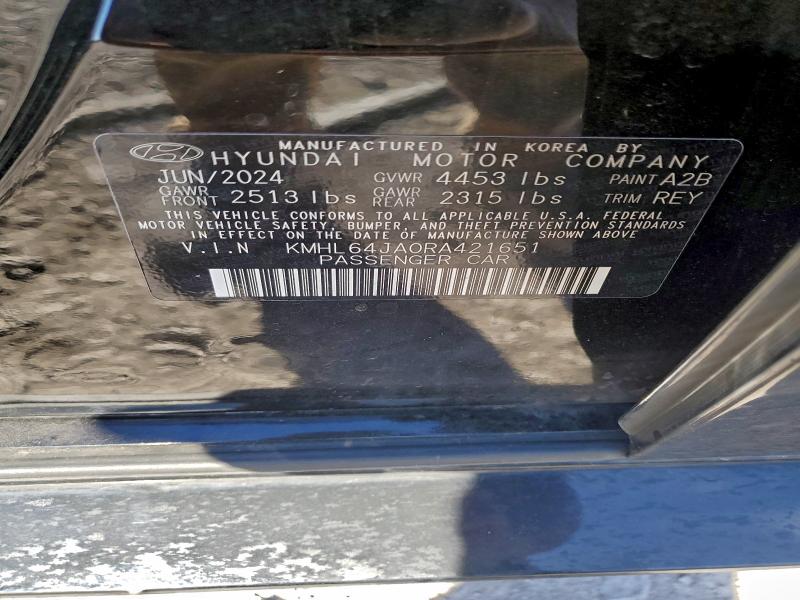 MANUFACTURED IN KOREA BY
HYUNDAI MOTOR COMPANY
JUN/2024 GVWR 4453 lbs PAINT A2B
GAWR FRONT 2513 lbs GAWR REAR 2315 lbs TRIM REY
THIS VEHICLE CONFORMS TO ALL APPLICABLE U.S.A. FEDERAL
MOTOR VEHICLE SAFETY, BUMPER, AND THEFT PREVENTION STANDARDS
IN EFFECT ON THE DATE OF MANUFACTURE SHOWN ABOVE
V.I.N KMHL64JA0RA421651
PASSENGER CAR